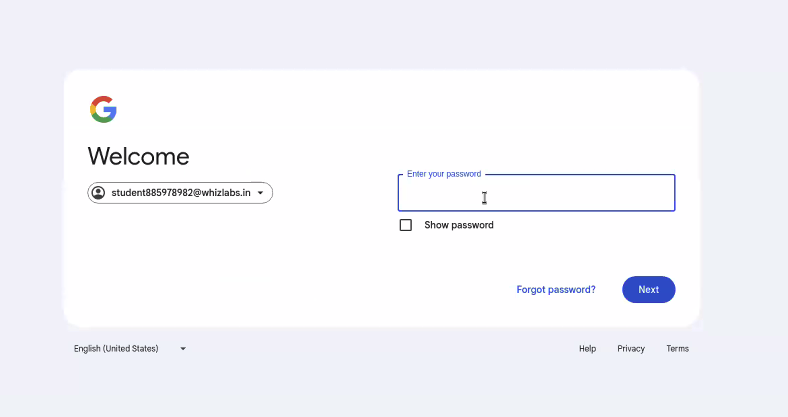 Welcome
student885978982@whizlabs.in
Enter your password
Show password
Forgot password?
Next
English (United States)
Help
Privacy
Terms